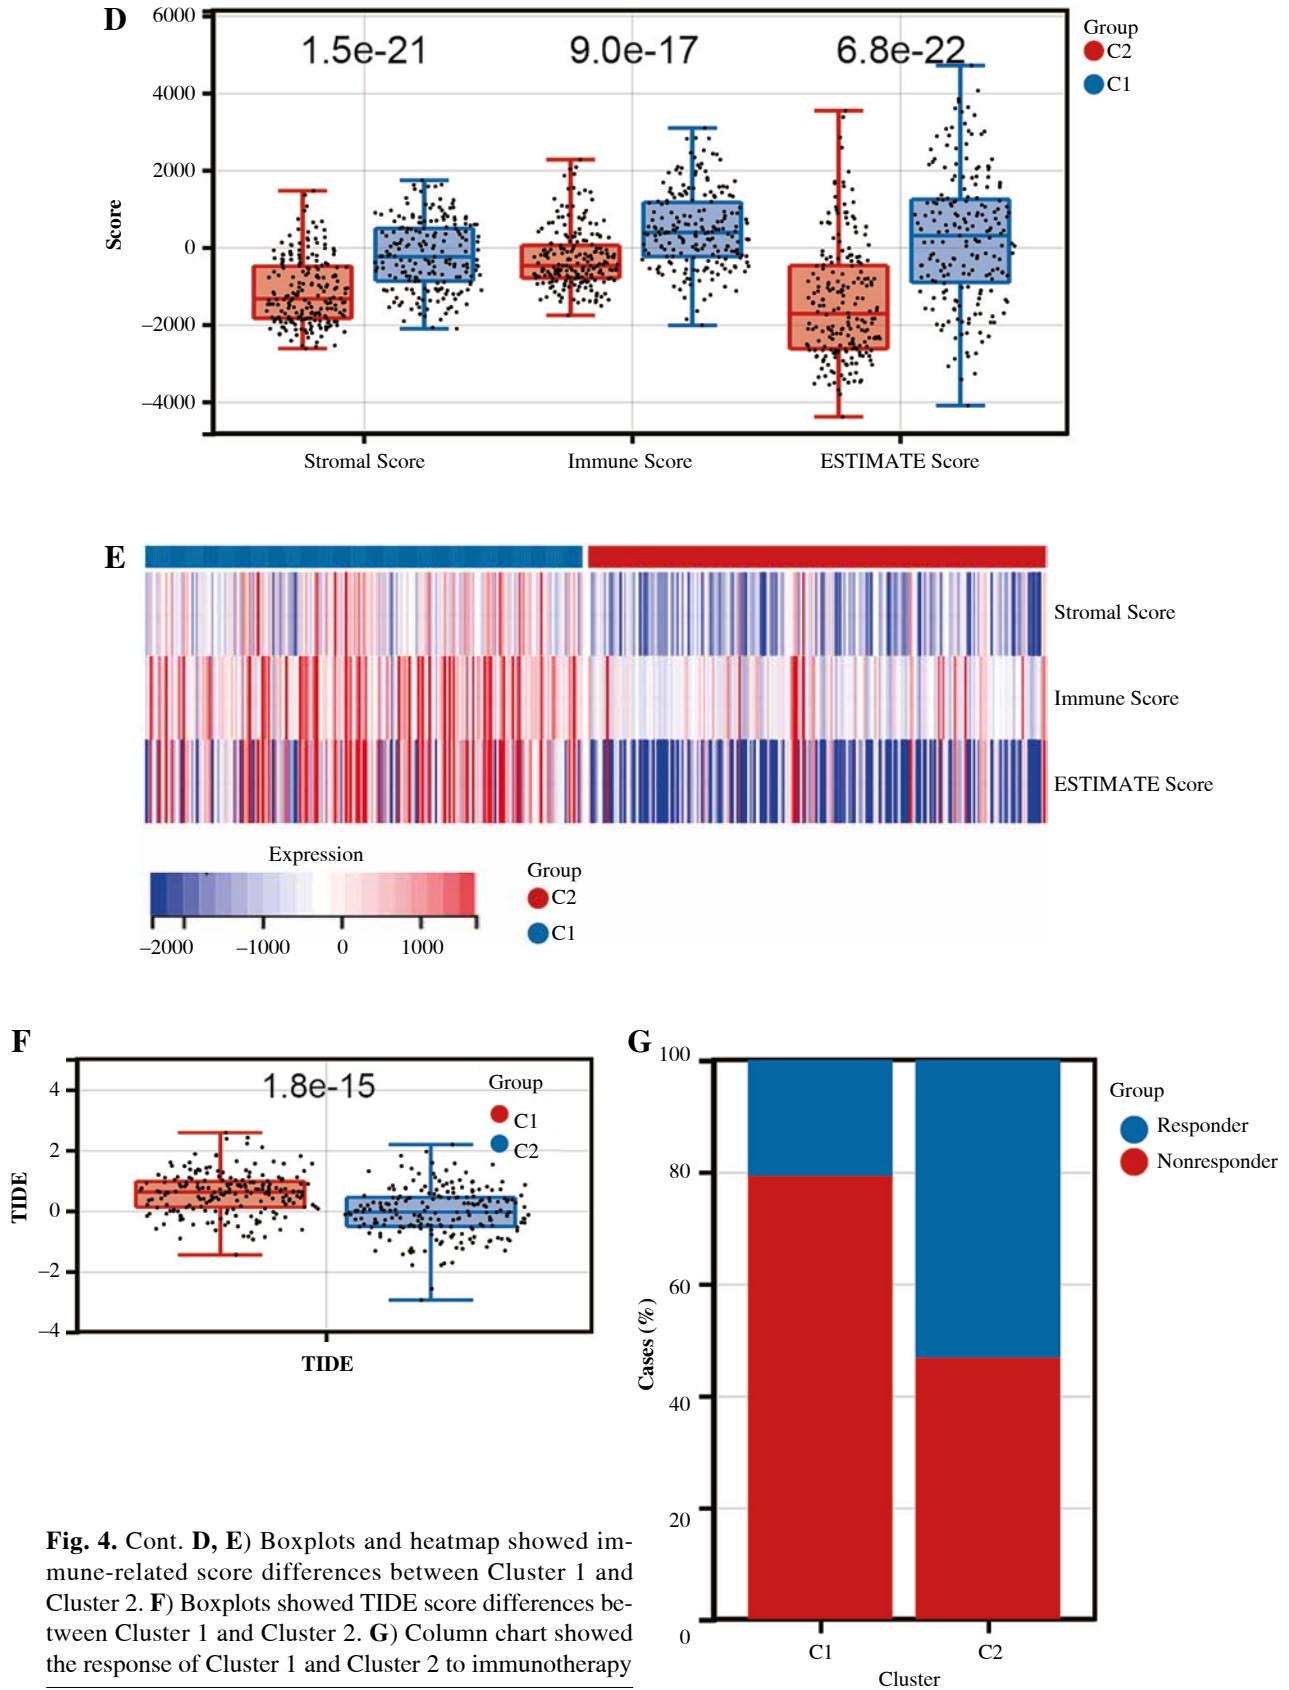 D
6000
4000
2000
0
–2000
–4000
Score
1.5e-21
9.0e-17
6.8e-22
Group
C2
C1
Stromal Score
Immune Score
ESTIMATE Score
E
Stromal Score
Immune Score
ESTIMATE Score
Expression
–2000
–1000
0
1000
Group
C2
C1
F
4
2
0
–2
–4
TIDE
1.8e-15
Group
C1
C2
TIDE
G
100
80
60
40
20
0
Cases (%)
C1
C2
Cluster
Group
Responder
Nonresponder
Fig. 4. Cont. D, E) Boxplots and heatmap showed im-
mune-related score differences between Cluster 1 and
Cluster 2. F) Boxplots showed TIDE score differences be-
tween Cluster 1 and Cluster 2. G) Column chart showed
the response of Cluster 1 and Cluster 2 to immunotherapy